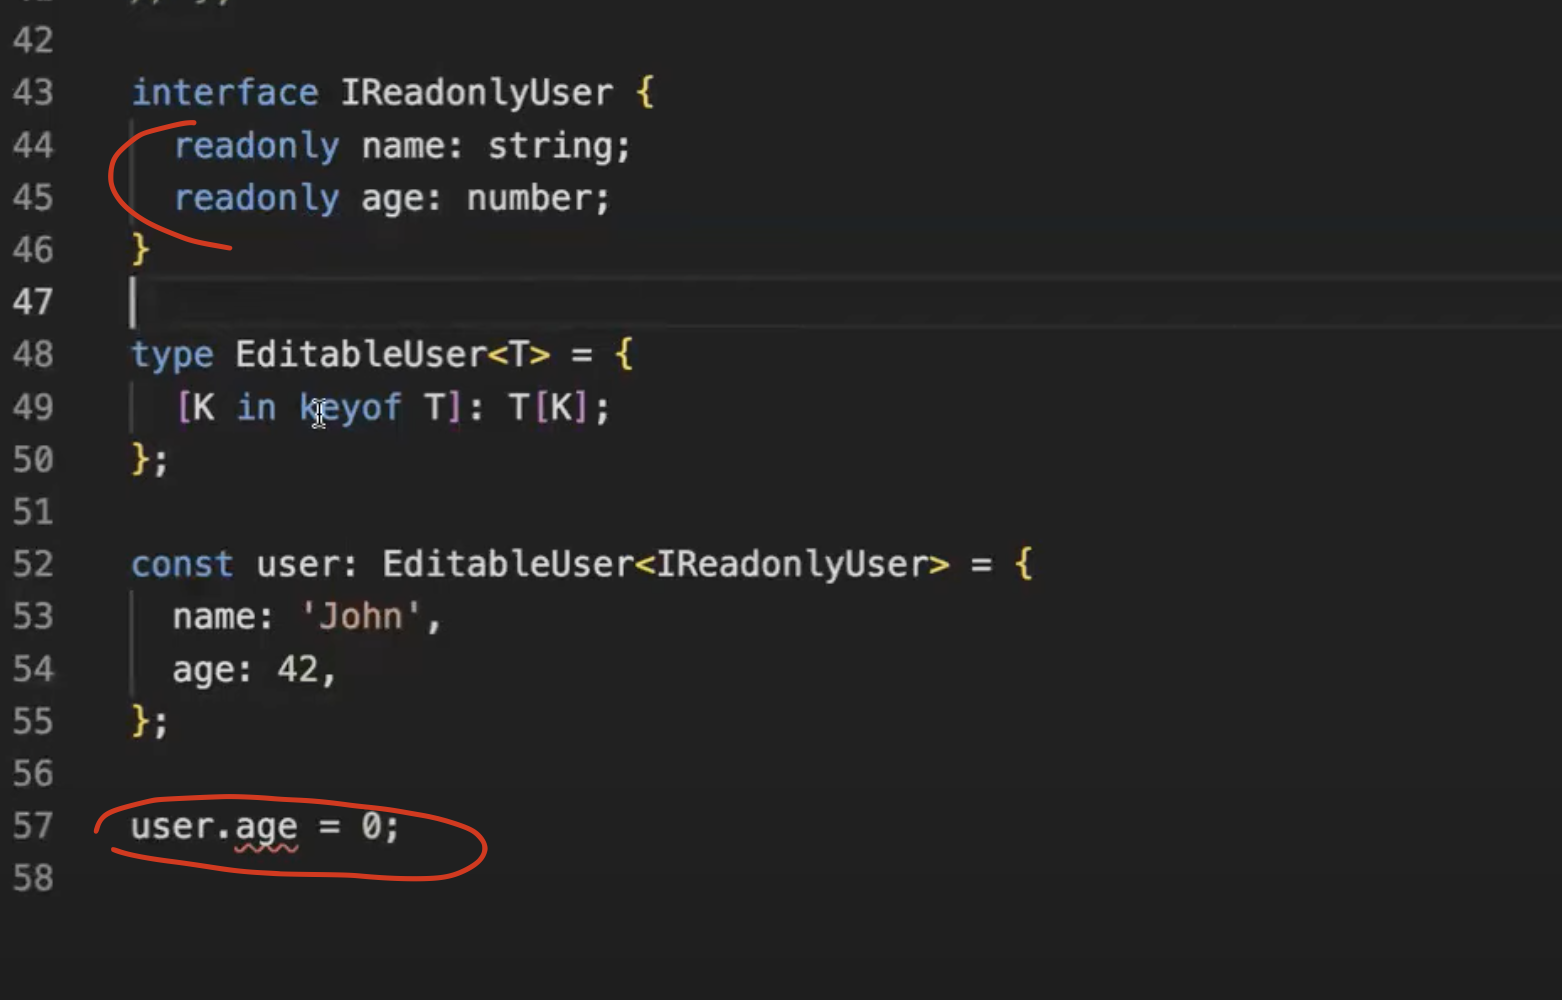 42
43 interface IReadonlyUser {
44 readonly name: string;
45 readonly age: number;
46 }
47
48 type EditableUser<T> = {
49 [K in keyof T]: T[K];
50 };
51
52 const user: EditableUser<IReadonlyUser> = {
53 name: 'John',
54 age: 42,
55 };
56
57 user.age = 0;
58